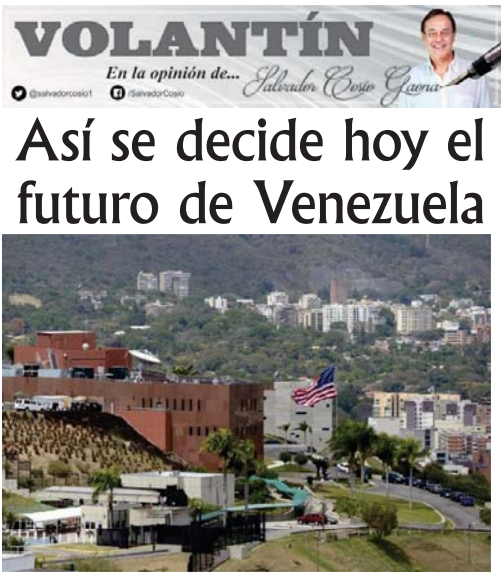 VOLANTÍN
En la opinión de... Salvador Cosío Gaona
@salvadorcosio1 /SalvadorCosio
Así se decide hoy el
futuro de Venezuela